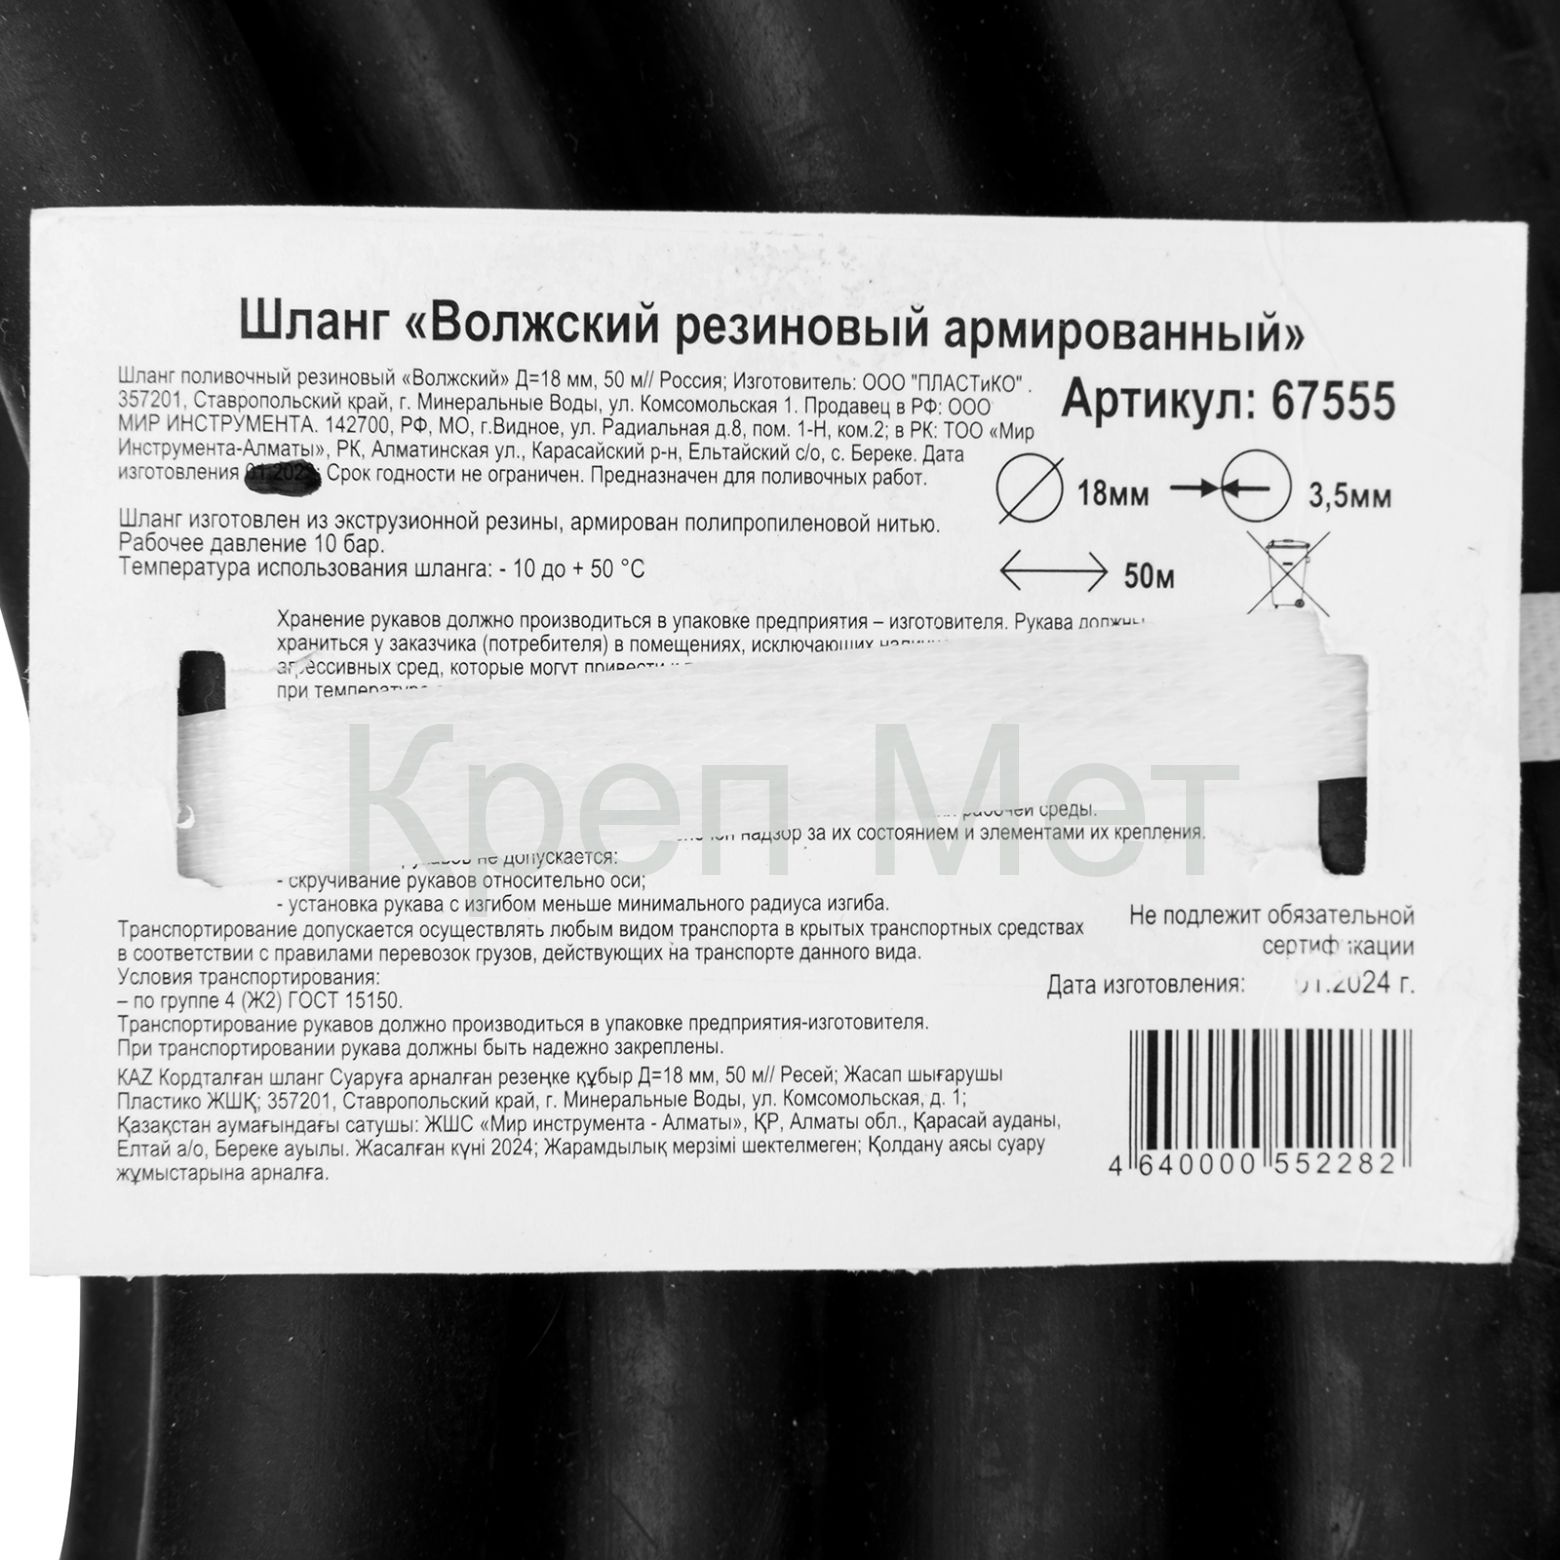 Шланг «Волжский резиновый армированный»
Шланг поливочный резиновый «Волжский» Д=18 мм, 50 м// Россия; Изготовитель: ООО "ПЛАСТиКО" .
357201, Ставропольский край, г. Минеральные Воды, ул. Комсомольская 1. Продавец в РФ: ООО
МИР ИНСТРУМЕНТА. 142700, РФ, МО, г.Видное, ул. Радиальная д.8, пом. 1-Н, ком.2; в РК: ТОО «Мир
Инструмента-Алматы», РК, Алматинская ул., Карасайский р-н, Ельтайский с/о, с. Береке. Дата
изготовления Срок годности не ограничен. Предназначен для поливочных работ.
Артикул: 67555
18мм
3,5мм
50м
Шланг изготовлен из экструзионной резины, армирован полипропиленовой нитью.
Рабочее давление 10 бар.
Температура использования шланга: - 10 до + 50 °C
Хранение рукавов должно производиться в упаковке предприятия – изготовителя. Рукава должны
храниться у заказчика (потребителя) в помещениях, исключающих
агрессивных сред, которые могут привести
при температуре
Креп Мет
рабочей среды.
надзор за их состоянием и элементами их крепления.
рукавов не допускается:
- скручивание рукавов относительно оси;
- установка рукава с изгибом меньше минимального радиуса изгиба.
Транспортирование допускается осуществлять любым видом транспорта в крытых транспортных средствах
в соответствии с правилами перевозок грузов, действующих на транспорте данного вида.
Условия транспортирования:
– по группе 4 (Ж2) ГОСТ 15150.
Транспортирование рукавов должно производиться в упаковке предприятия-изготовителя.
При транспортировании рукава должны быть надежно закреплены.
Не подлежит обязательной
сертификации
Дата изготовления: 01.2024 г.
KAZ Кордталған шланг Суаруға арналған резеңке құбыр Д=18 мм, 50 м// Ресей; Жасап шығарушы
Пластико ЖШҚ; 357201, Ставропольский край, г. Минеральные Воды, ул. Комсомольская, д. 1;
Қазақстан аумағындағы сатушы: ЖШС «Мир инструмента - Алматы», ҚР, Алматы обл., Қарасай ауданы,
Елтай а/о, Береке ауылы. Жасалған күні 2024; Жарамдылық мерзімі шектелмеген; Қолдану аясы суару
жұмыстарына арналға.
4 640000 552282